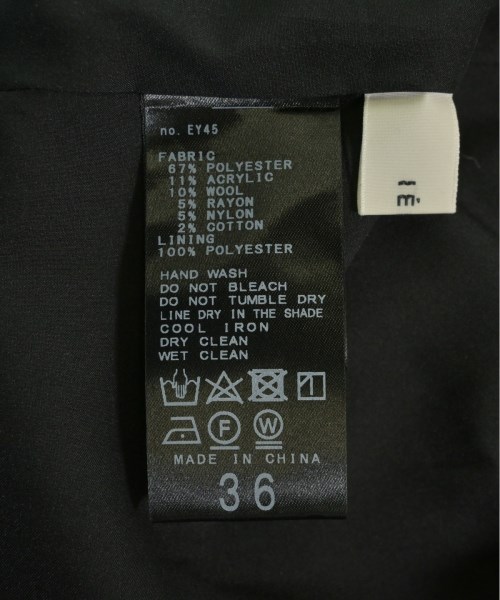 no. EY45
FABRIC
67% POLYESTER
11% ACRYLIC
10% WOOL
5% RAYON
5% NYLON
2% COTTON
LINING
100% POLYESTER
HAND WASH
DO NOT BLEACH
DO NOT TUMBLE DRY
LINE DRY IN THE SHADE
COOL IRON
DRY CLEAN
WET CLEAN
F
W
MADE IN CHINA
36